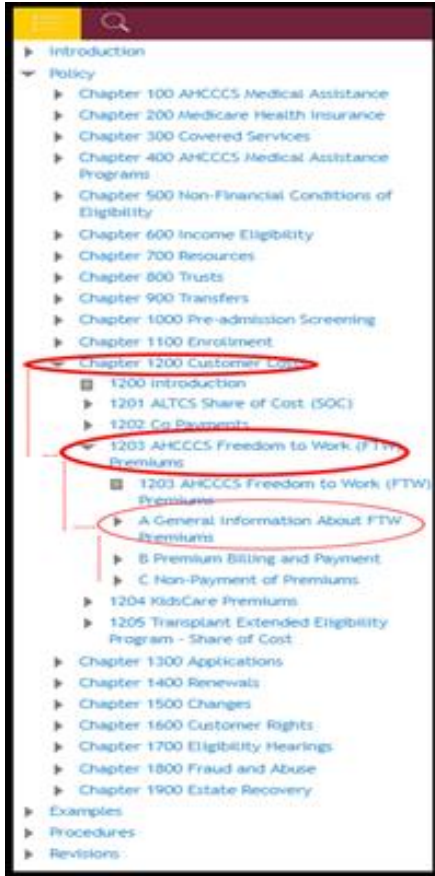 Introduction
Policy
Chapter 100 AHCCCS Medical Assistance
Chapter 200 Medicare Health Insurance
Chapter 300 Covered Services
Chapter 400 AHCCCS Medical Assistance
Programs
Chapter 500 Non-Financial Conditions of
Eligibility
Chapter 600 Income Eligibility
Chapter 700 Resources
Chapter 800 Trusts
Chapter 900 Transfers
Chapter 1000 Pre-admission Screening
Chapter 1100 Enrollment
Chapter 1200 Customer Costs
1200 Introduction
1201 ALTCS Share of Cost (SOC)
1202 Co Payments
1203 AHCCCS Freedom to Work (FTW)
Premiums
1203 AHCCCS Freedom to Work (FTW)
Premiums
A General Information About FTW
Premiums
B Premium Billing and Payment
C Non-Payment of Premiums
1204 KidsCare Premiums
1205 Transplant Extended Eligibility
Program - Share of Cost
Chapter 1300 Applications
Chapter 1400 Renewals
Chapter 1500 Changes
Chapter 1600 Customer Rights
Chapter 1700 Eligibility Hearings
Chapter 1800 Fraud and Abuse
Chapter 1900 Estate Recovery
Examples
Procedures
Revisions